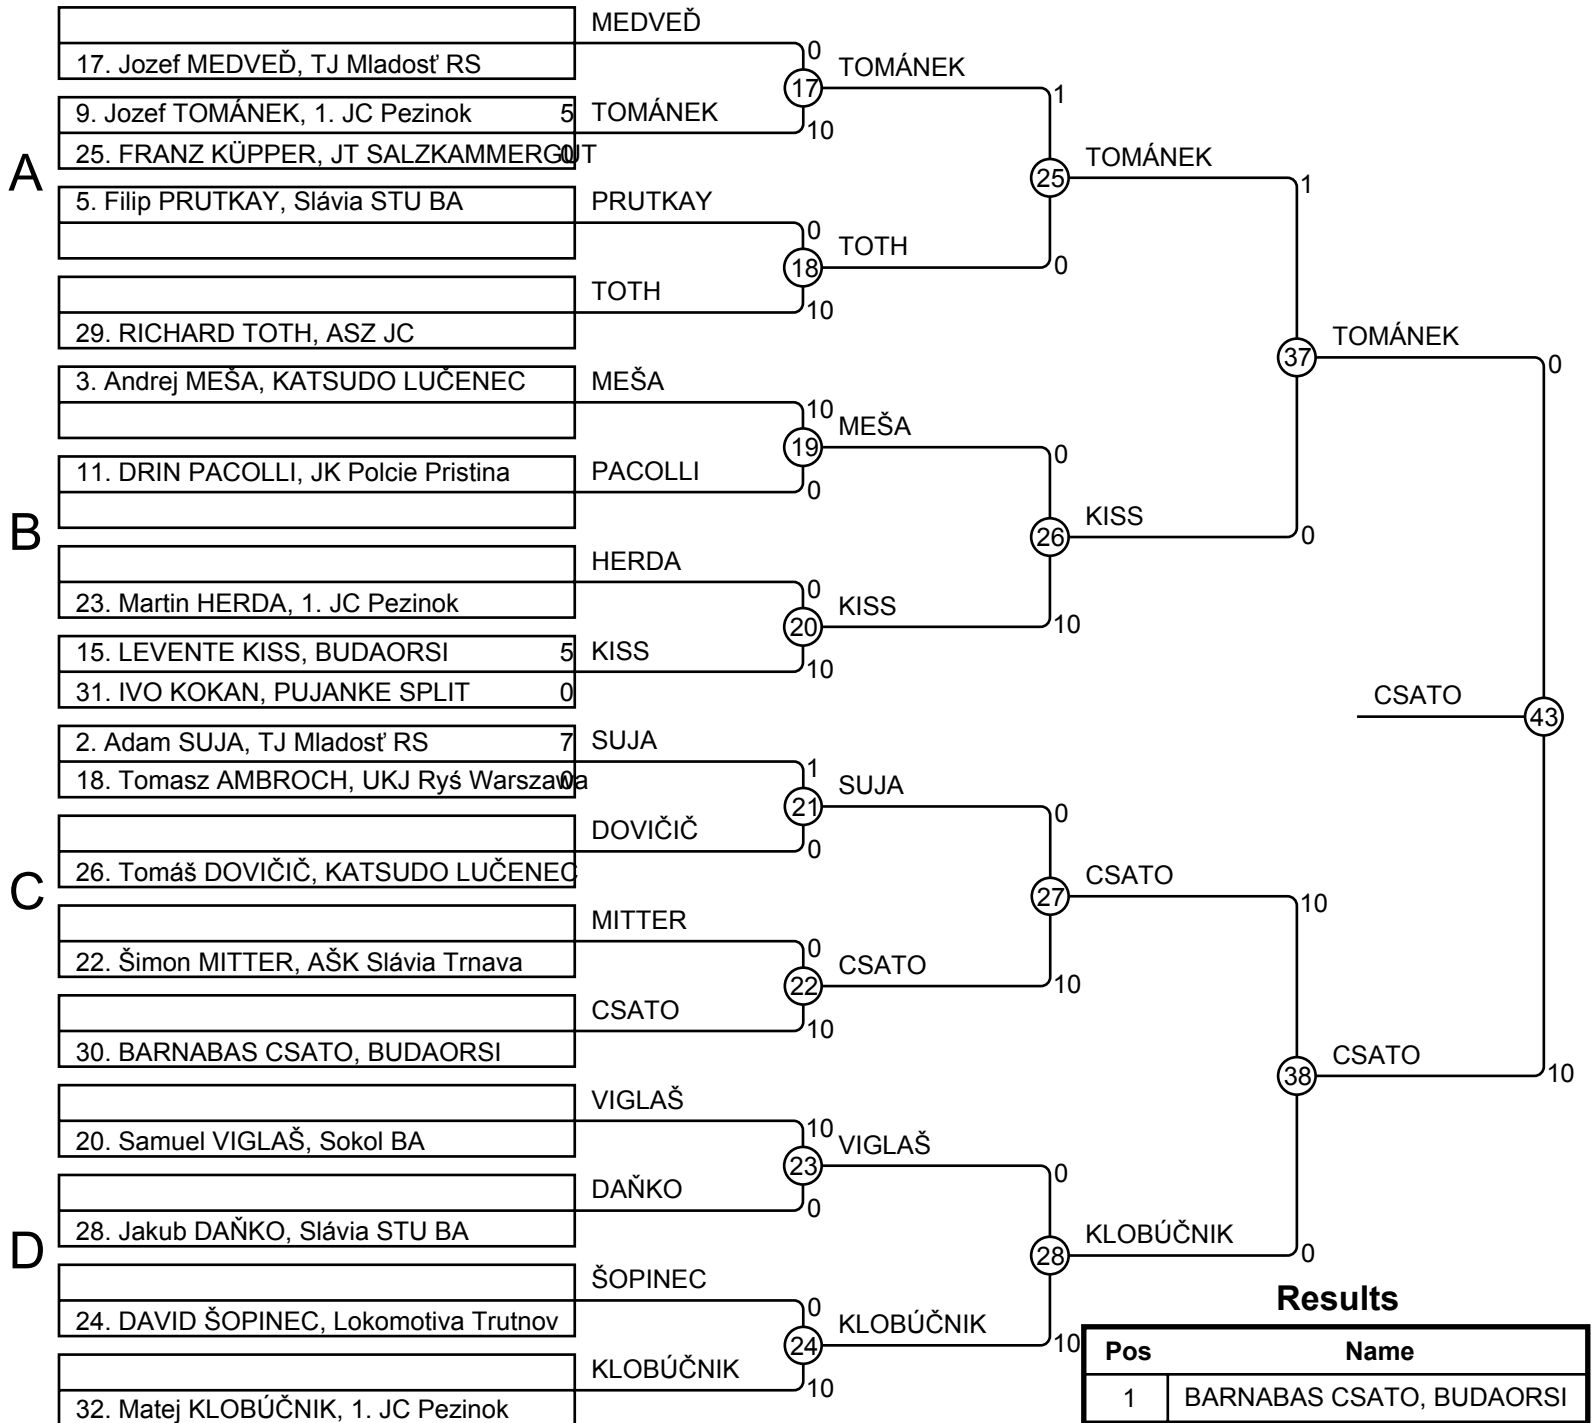 MEDVEĎ
0
17. Jozef MEDVEĎ, TJ Mladosť RS
17
TOMÁNEK
1
9. Jozef TOMÁNEK, 1. JC Pezinok 5
TOMÁNEK
10
25. FRANZ KÜPPER, JT SALZKAMMERGUT 0
A
25
TOMÁNEK
1
5. Filip PRUTKAY, Slávia STU BA
PRUTKAY
0
18
TOTH
0
TOTH
10
29. RICHARD TOTH, ASZ JC
37
TOMÁNEK
0
3. Andrej MEŠA, KATSUDO LUČENEC
MEŠA
10
19
MEŠA
0
11. DRIN PACOLLI, JK Polcie Pristina
PACOLLI
0
B
26
KISS
0
HERDA
0
23. Martin HERDA, 1. JC Pezinok
20
KISS
10
15. LEVENTE KISS, BUDAORSI 5
KISS
10
31. IVO KOKAN, PUJANKE SPLIT 0
CSATO
43
2. Adam SUJA, TJ Mladosť RS 7
SUJA
1
18. Tomasz AMBROCH, UKJ Ryś Warszawa 0
21
SUJA
0
DOVIČIČ
0
26. Tomáš DOVIČIČ, KATSUDO LUČENEC
C
27
CSATO
10
MITTER
0
22. Šimon MITTER, AŠK Slávia Trnava
22
CSATO
10
CSATO
10
30. BARNABAS CSATO, BUDAORSI
38
CSATO
10
VIGLAŠ
10
20. Samuel VIGLAŠ, Sokol BA
23
VIGLAŠ
0
DAŇKO
0
28. Jakub DAŇKO, Slávia STU BA
D
28
KLOBÚČNIK
0
ŠOPINEC
0
24. DAVID ŠOPINEC, Lokomotiva Trutnov
24
KLOBÚČNIK
10
KLOBÚČNIK
10
32. Matej KLOBÚČNIK, 1. JC Pezinok
Results
Pos Name
1 BARNABAS CSATO, BUDAORSI